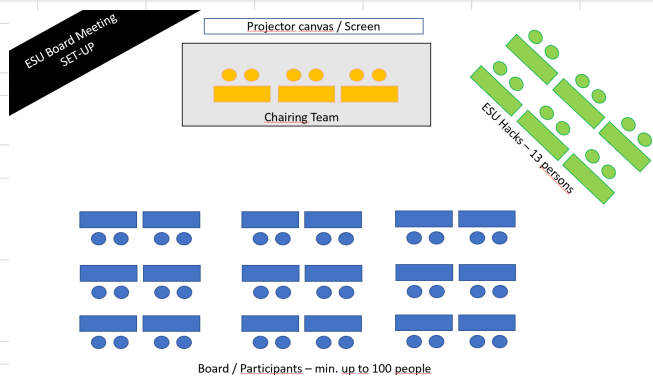 ESU Board Meeting
SET-UP
Projector canvas / Screen
Chairing Team
ESU Hacks – 13 persons
Board / Participants – min. up to 100 people